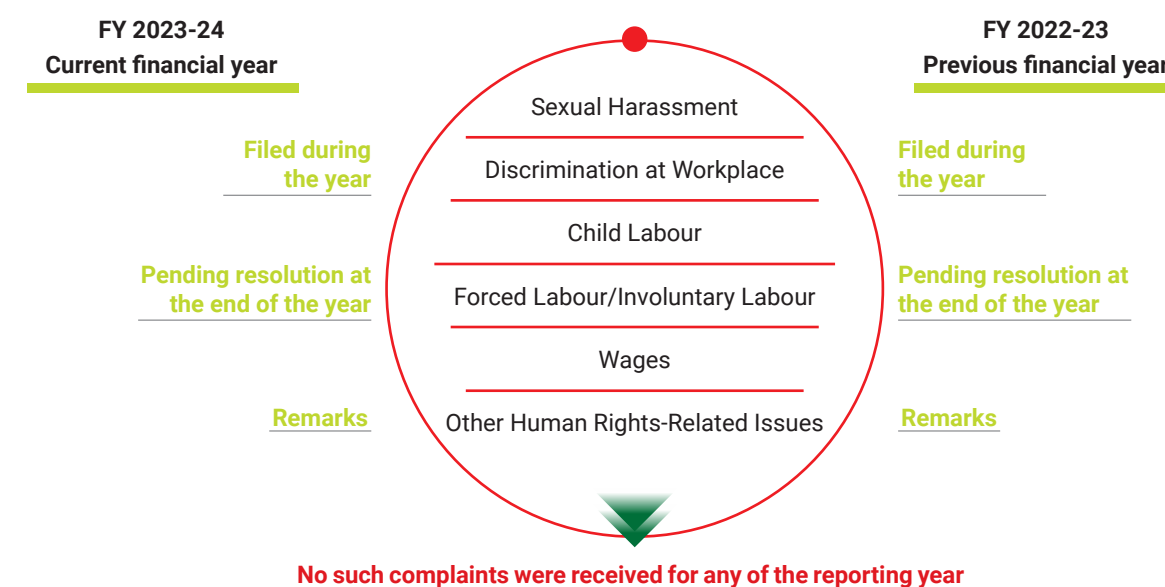 FY 2023-24
Current financial year
FY 2022-23
Previous financial year
Sexual Harassment
Discrimination at Workplace
Child Labour
Forced Labour/Involuntary Labour
Wages
Other Human Rights-Related Issues
Filed during
the year
Pending resolution at
the end of the year
Remarks
Filed during
the year
Pending resolution at
the end of the year
Remarks
No such complaints were received for any of the reporting year